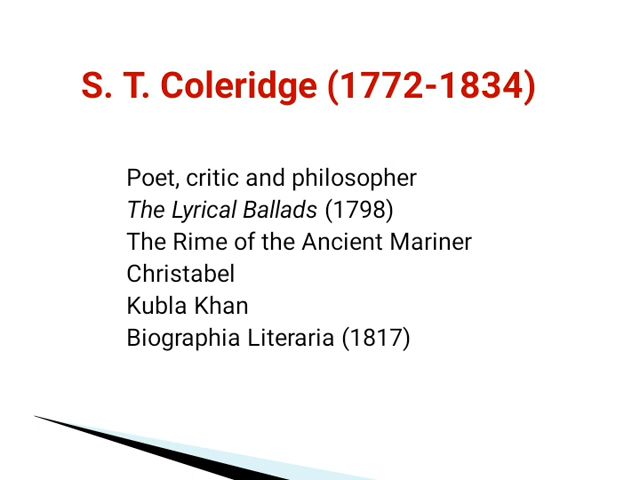 S. T. Coleridge (1772-1834)
Poet, critic and philosopher
The Lyrical Ballads (1798)
The Rime of the Ancient Mariner
Christabel
Kubla Khan
Biographia Literaria (1817)